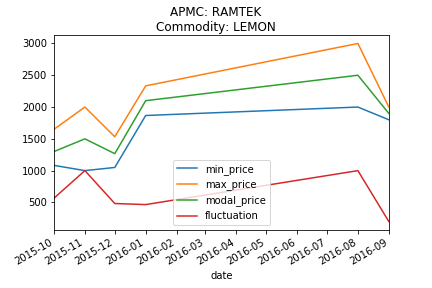 APMC: RAMTEK
Commodity: LEMON
3000
2500
2000
1500
1000
500
min_price
max_price
modal_price
fluctuation
2015-10
2015-11
2015-12
2016-01
2016-02
2016-03
2016-04
2016-05
2016-06
2016-07
2016-08
2016-09
date